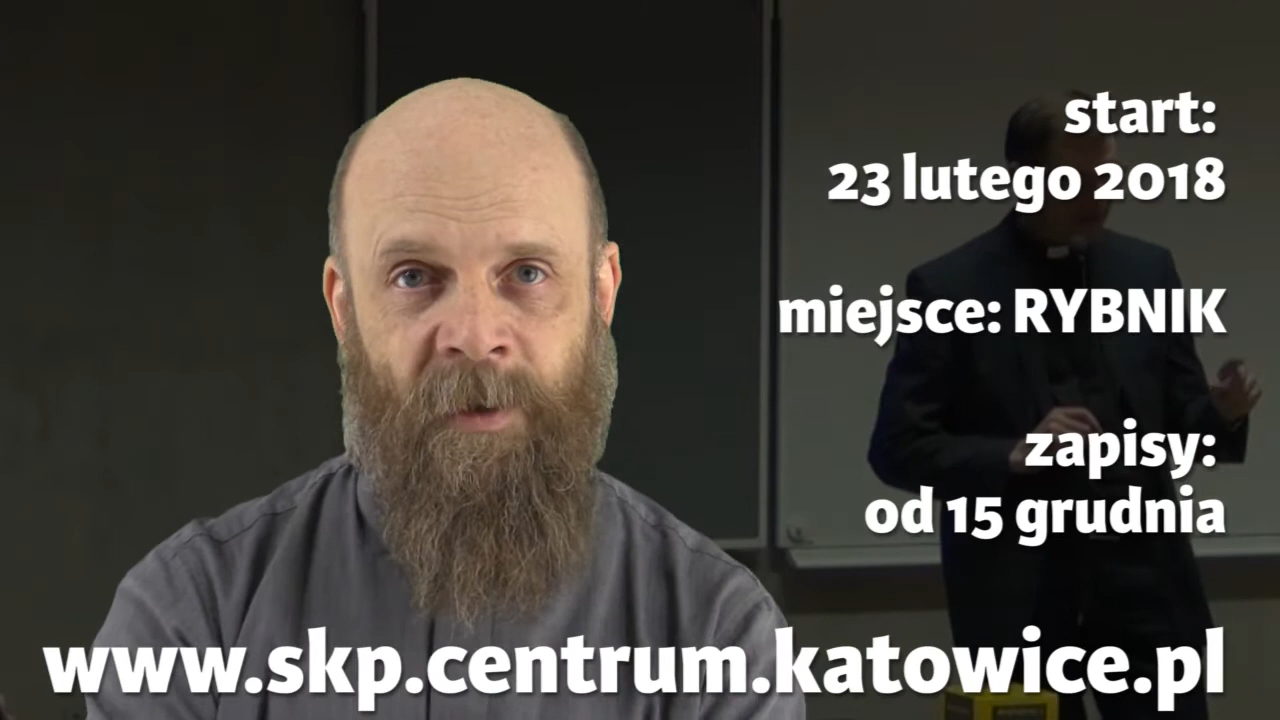 start:
23 lutego 2018
miejsce: RYBNIK
zapisy:
od 15 grudnia
www.skp.centrum.katowice.pl